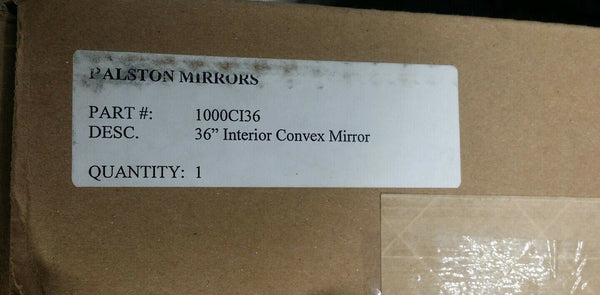 PALSTON MIRRORS
PART #: 1000CI36
DESC. 36” Interior Convex Mirror
QUANTITY: 1